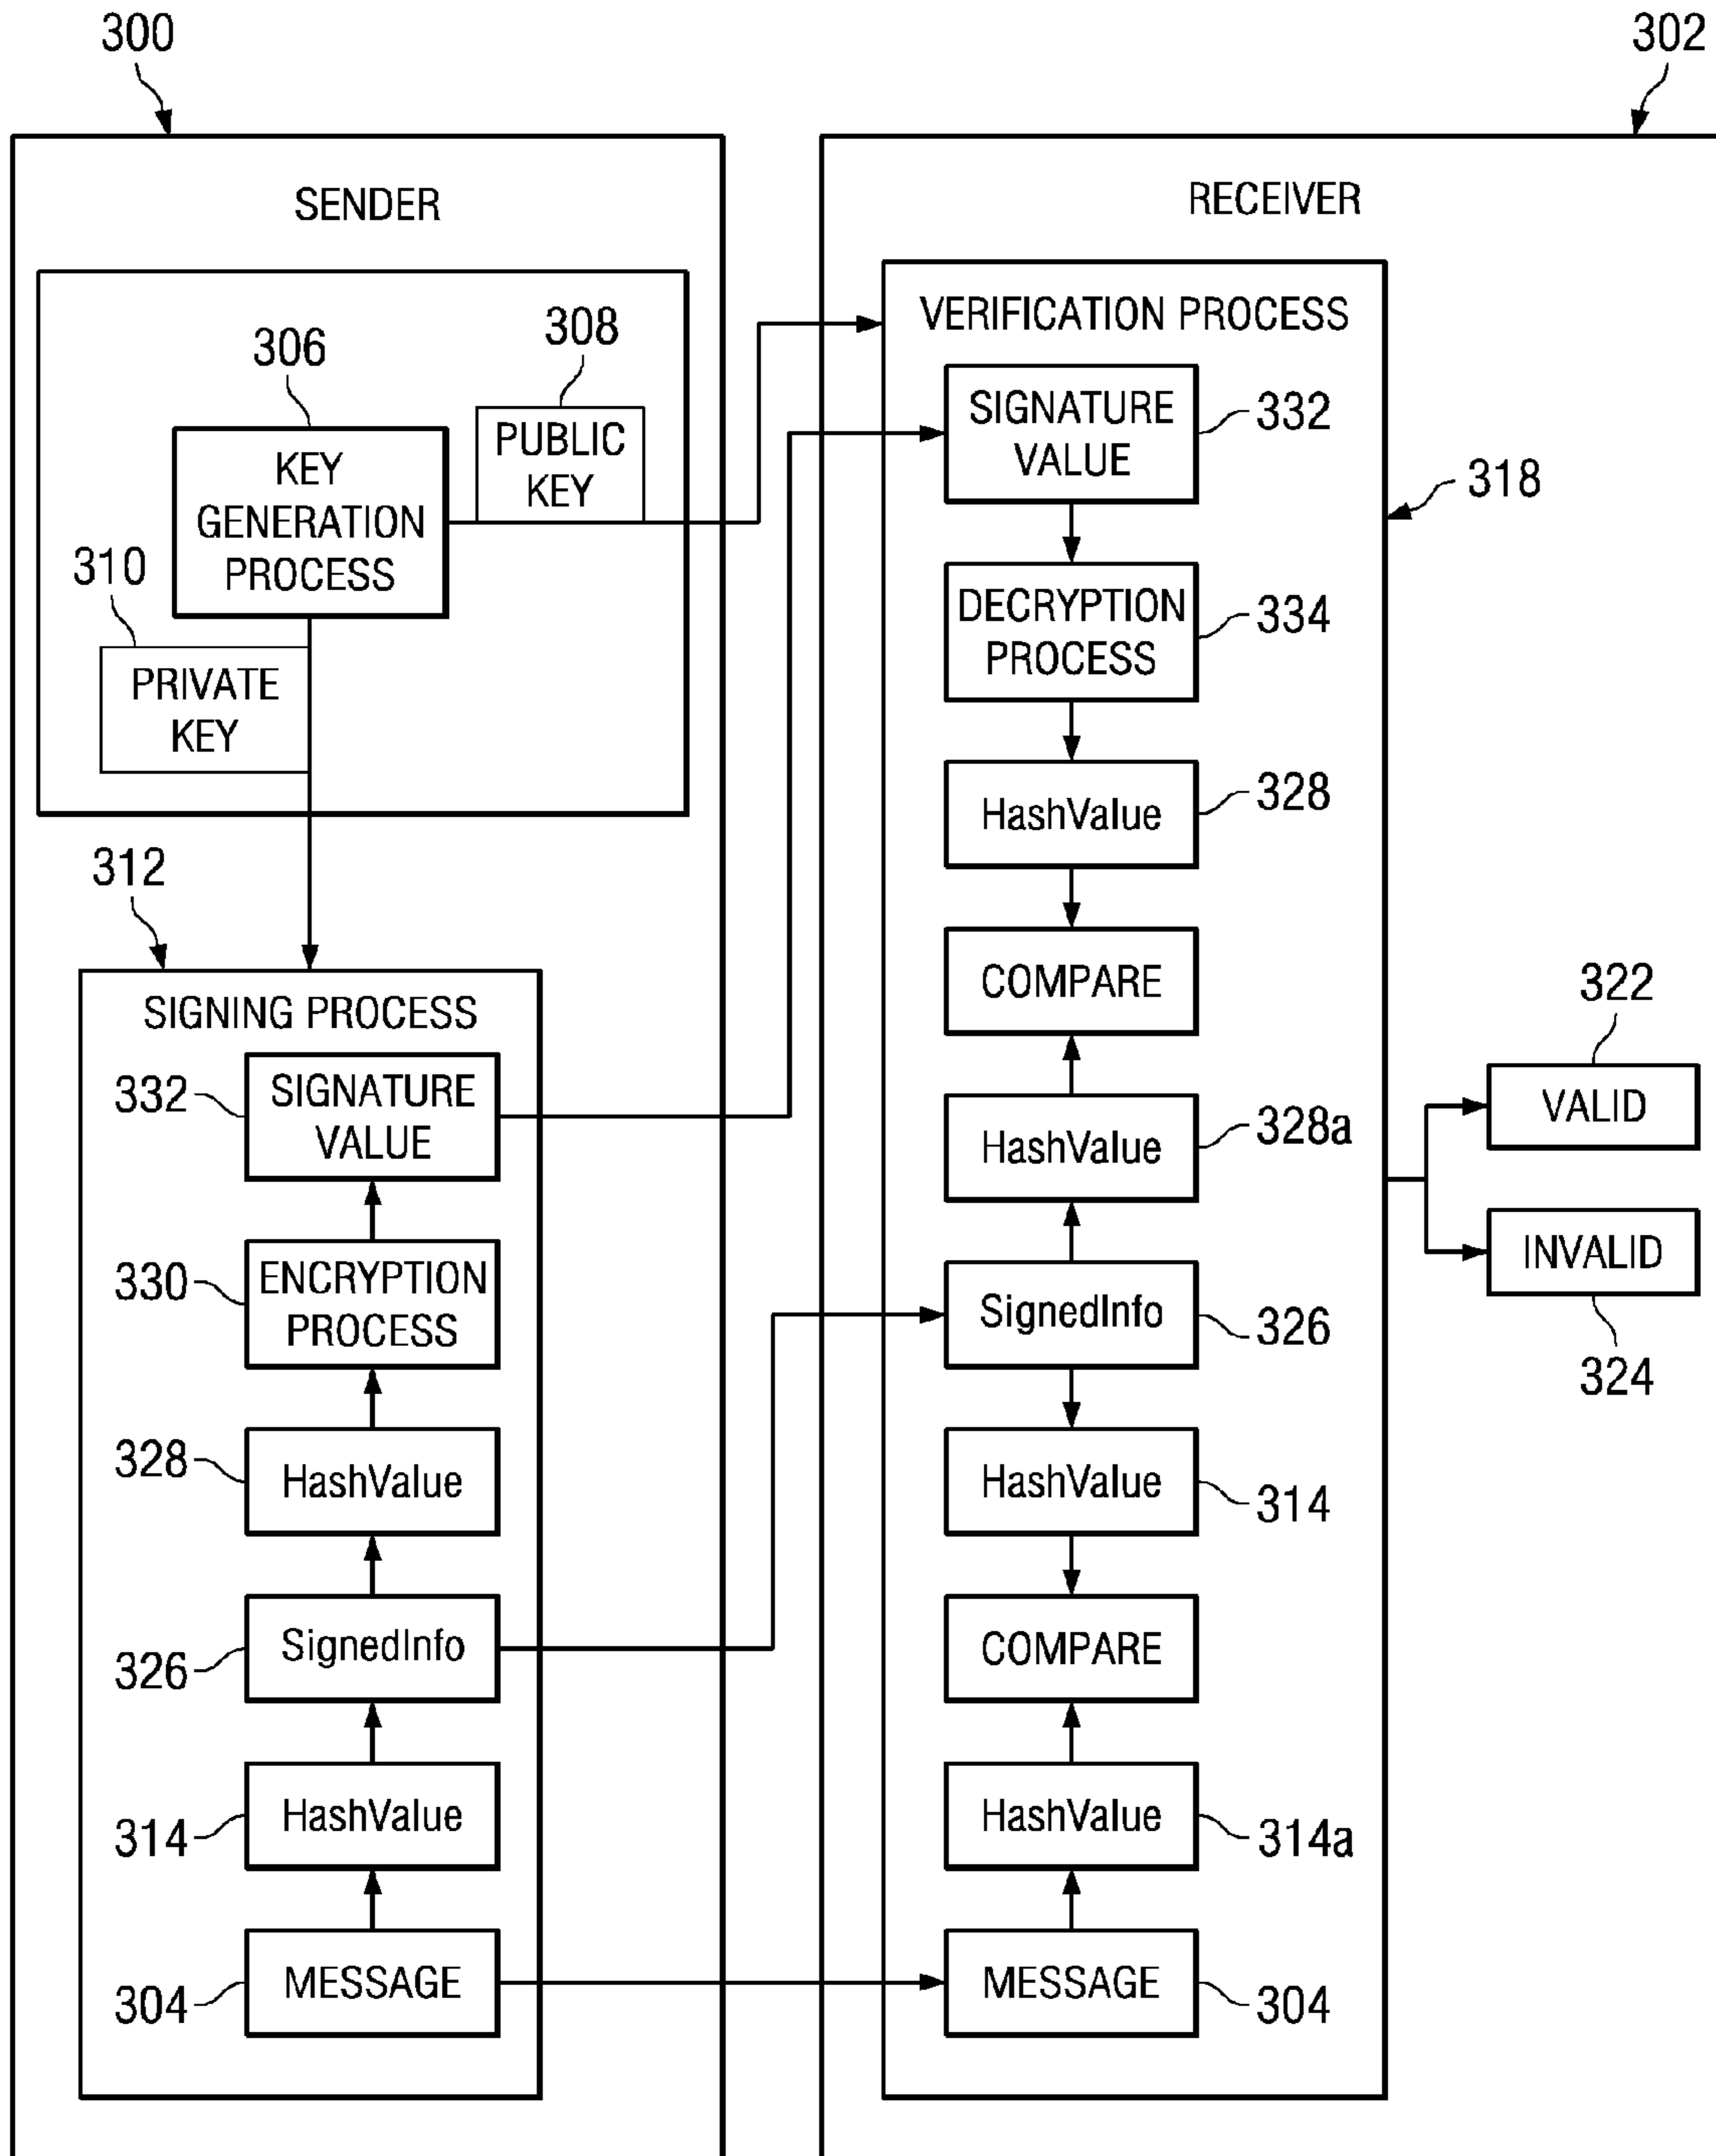 300
302
SENDER
RECEIVER
306
308
KEY
GENERATION
PROCESS
PUBLIC
KEY
310
PRIVATE
KEY
312
SIGNING PROCESS
332
SIGNATURE
VALUE
330
ENCRYPTION
PROCESS
328
HashValue
326
SignedInfo
314
HashValue
304
MESSAGE
VERIFICATION PROCESS
SIGNATURE
VALUE
332
318
DECRYPTION
PROCESS
334
HashValue
328
COMPARE
HashValue
328a
SignedInfo
326
HashValue
314
COMPARE
HashValue
314a
MESSAGE
304
322
VALID
INVALID
324